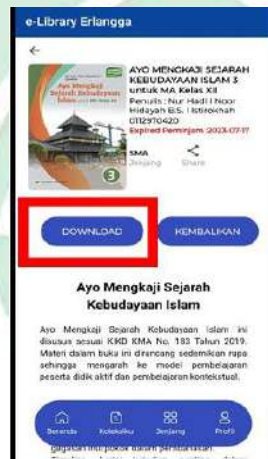 e-Library Erlangga
AYO MENGKAJI SEJARAH
KEBUDAYAAN ISLAM 3
untuk MA Kelas XII
Penulis : Nur Hadi I Noor
Hidayah E.S. I Istiroknah
0112970420
Expired Peminjam :2023-07-17
Ayo Mengkaji
Sejarah Kebudayaan
Islam
3
SMA
Jenjang
Share
DOWNLOAD
KEMBALIKAN
Ayo Mengkaji Sejarah
Kebudayaan Islam
Ayo Mengkaji Sejarah Kebudayaan Islam ini
disusun sesuai KIKD KMA No. 183 Tahun 2019.
Materi dalam buku ini dirancang sedemikian rupa
sehingga mengarah ke model pembelajaran
peserta didik aktif dan pembelajaran kontekstual.
Beranda
Koleksiku
Jenjang
Profil